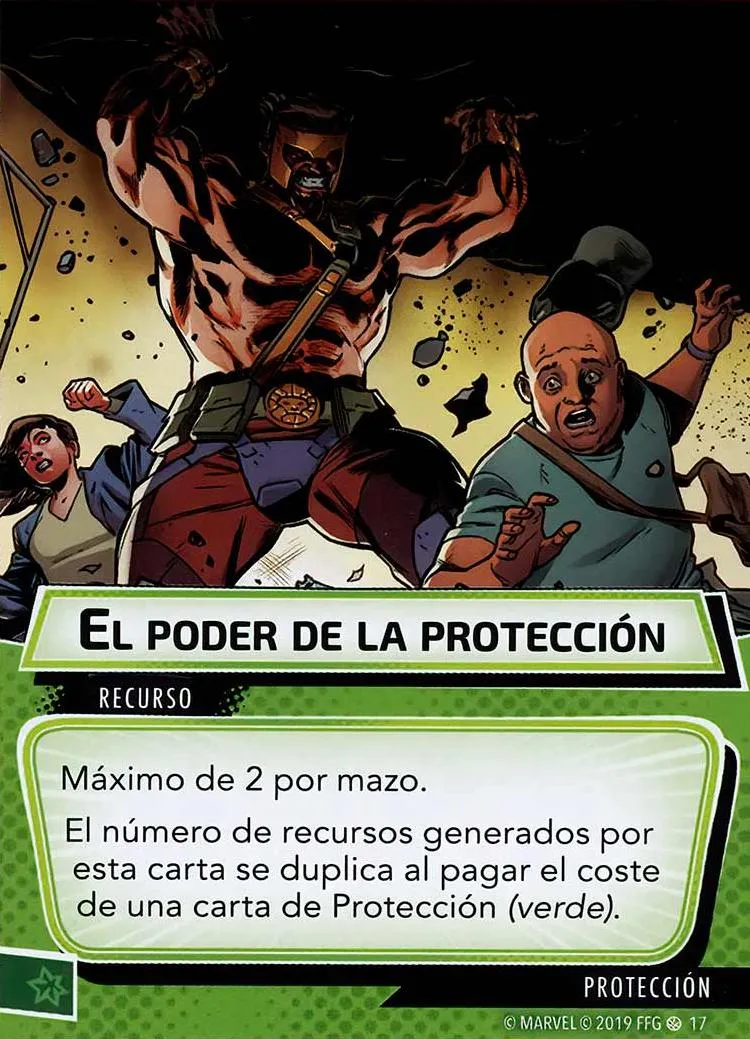 EL PODER DE LA PROTECCIÓN
RECURSO
Máximo de 2 por mazo.
El número de recursos generados por
esta carta se duplica al pagar el coste
de una carta de Protección (verde).
PROTECCIÓN
© MARVEL © 2019 FFG 17